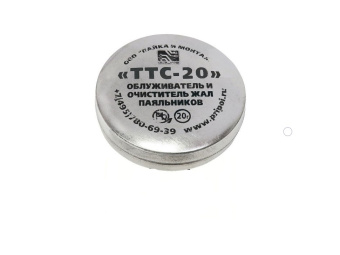 ООО "ПАЙКА И МОНТАЖ"
«ТТС-20»
ОБЛУЖИВАТЕЛЬ И
ОЧИСТИТЕЛЬ ЖАЛ
ПАЯЛЬНИКОВ
20г
www.pripoi.ru